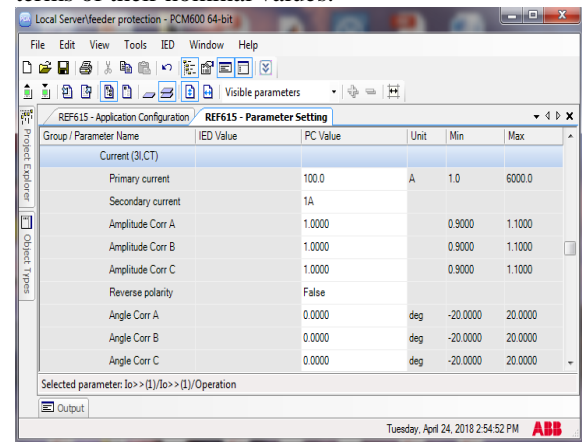 terms of their nominal values.
Local Server\feeder protection - PCM600 64-bit
File Edit View Tools IED Window Help
Visible parameters
REF615 - Application Configuration REF615 - Parameter Setting
Group / Parameter Name IED Value PC Value Unit Min Max
Current (3I,CT)
Primary current 100.0 A 1.0 6000.0
Secondary current 1A
Amplitude Corr A 1.0000 0.9000 1.1000
Amplitude Corr B 1.0000 0.9000 1.1000
Amplitude Corr C 1.0000 0.9000 1.1000
Reverse polarity False
Angle Corr A 0.0000 deg -20.0000 20.0000
Angle Corr B 0.0000 deg -20.0000 20.0000
Angle Corr C 0.0000 deg -20.0000 20.0000
Project Explorer
Object Types
Selected parameter: Io>>(1)/Io>>(1)/Operation
Output
Tuesday, April 24, 2018 2:54:52 PM ABB